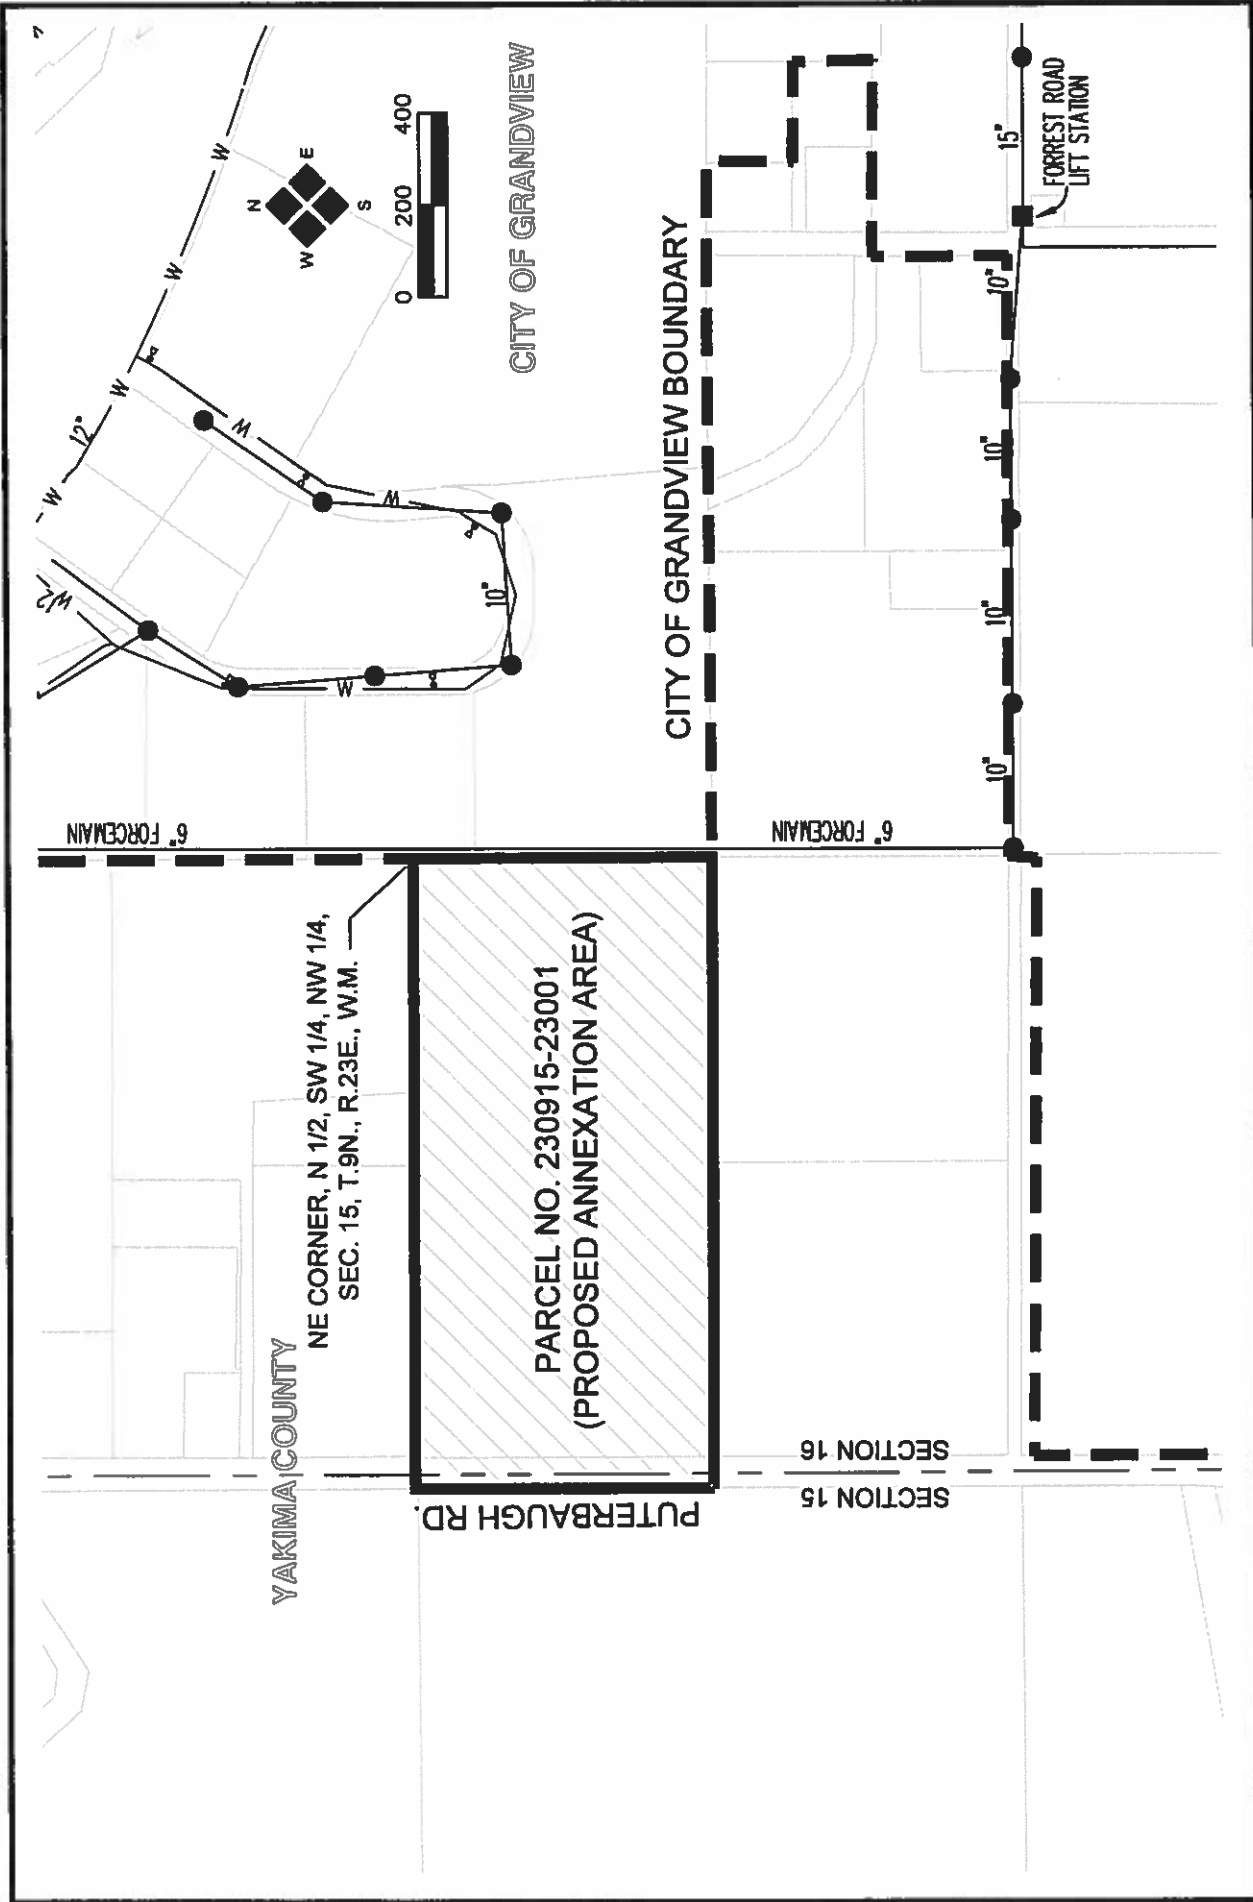 YAKIMA COUNTY
NE CORNER, N 1/2, SW 1/4, NW 1/4,
SEC. 15, T.9N., R.23E., W.M.
6" FORCEMAIN
PUTERBAUGH RD.
PARCEL NO. 230915-23001
(PROPOSED ANNEXATION AREA)
SECTION 15
SECTION 16
6" FORCEMAIN
CITY OF GRANDVIEW BOUNDARY
CITY OF GRANDVIEW
N
W
E
S
0
200
400
W
12"
W
W
W
W
W
W
W
10"
10"
10"
10"
10"
15"
FORREST ROAD
LIFT STATION